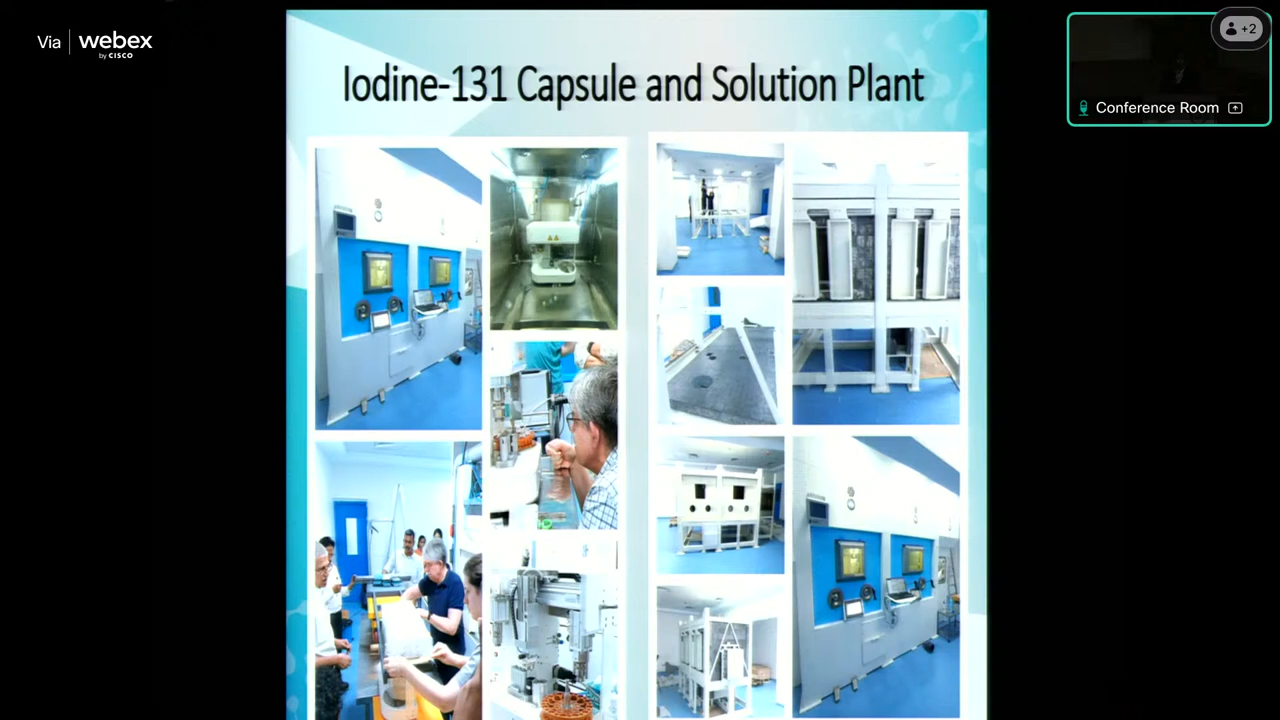 Via webex
by CISCO
Iodine-131 Capsule and Solution Plant
+2
Conference Room